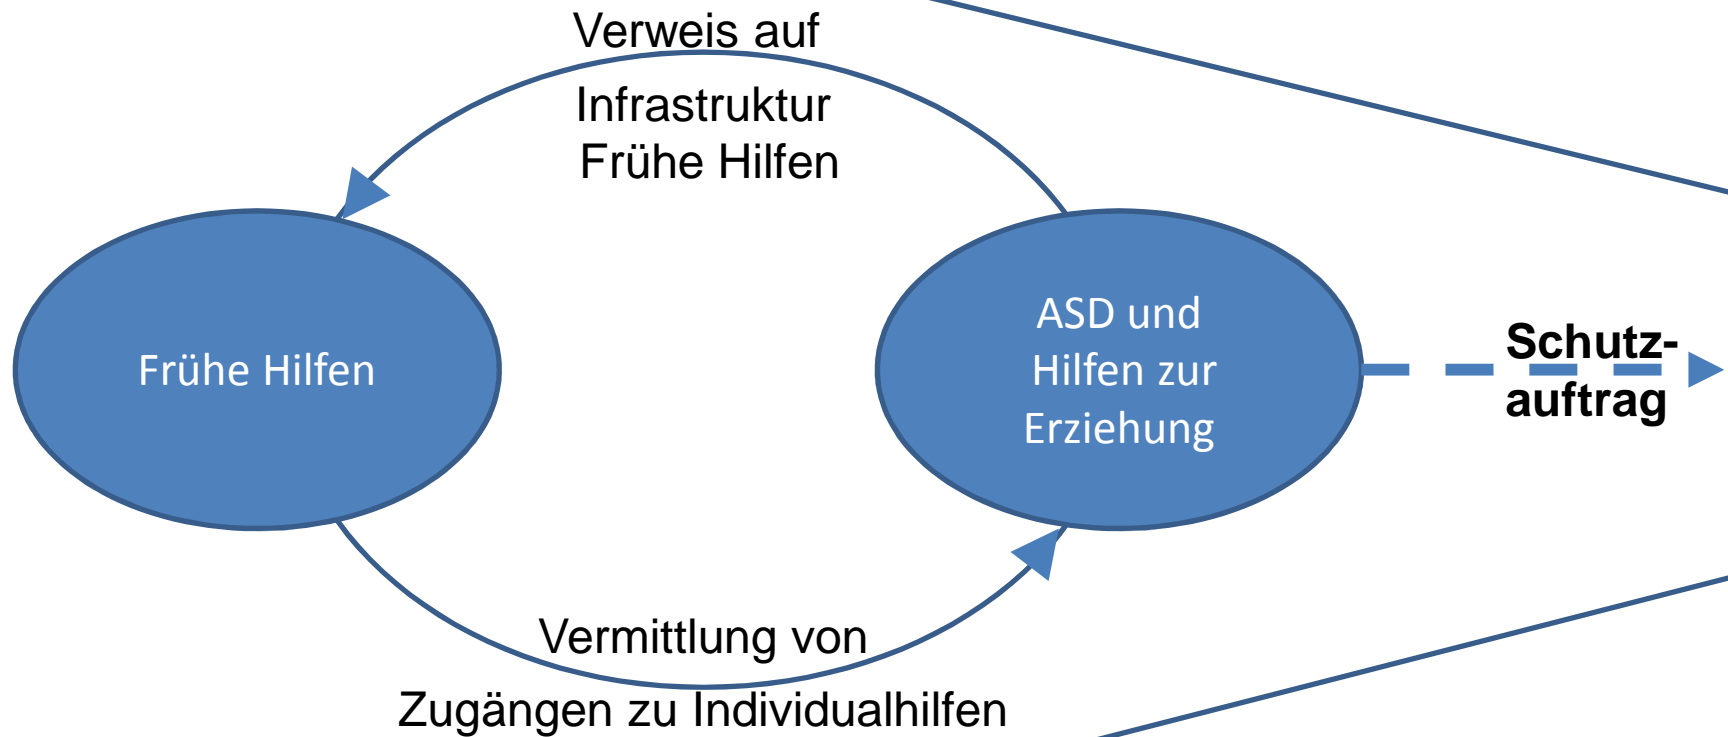 Verweis auf
Infrastruktur
Frühe Hilfen
Frühe Hilfen
ASD und
Hilfen zur
Erziehung
Schutz-
auftrag
Vermittlung von
Zugängen zu Individualhilfen